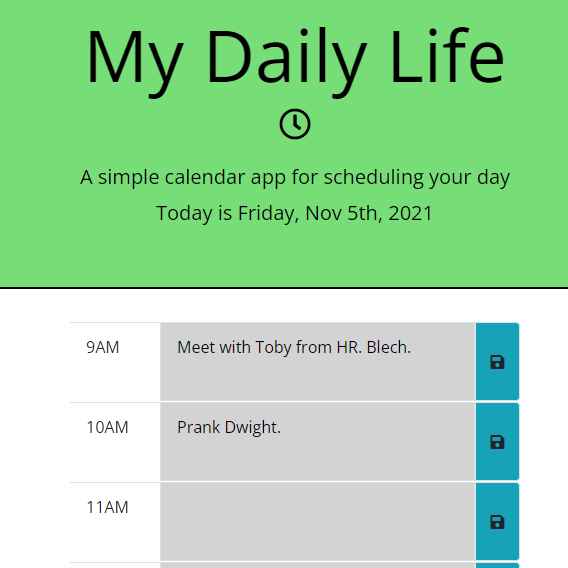 My Daily Life
A simple calendar app for scheduling your day
Today is Friday, Nov 5th, 2021
9AM
Meet with Toby from HR. Blech.
10AM
Prank Dwight.
11AM